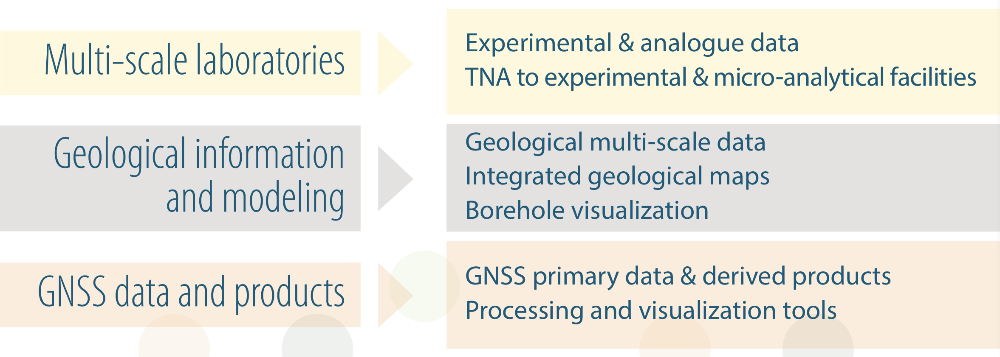 Multi-scale laboratories
Experimental & analogue data
TNA to experimental & micro-analytical facilities
Geological information
and modeling
Geological multi-scale data
Integrated geological maps
Borehole visualization
GNSS data and products
GNSS primary data & derived products
Processing and visualization tools